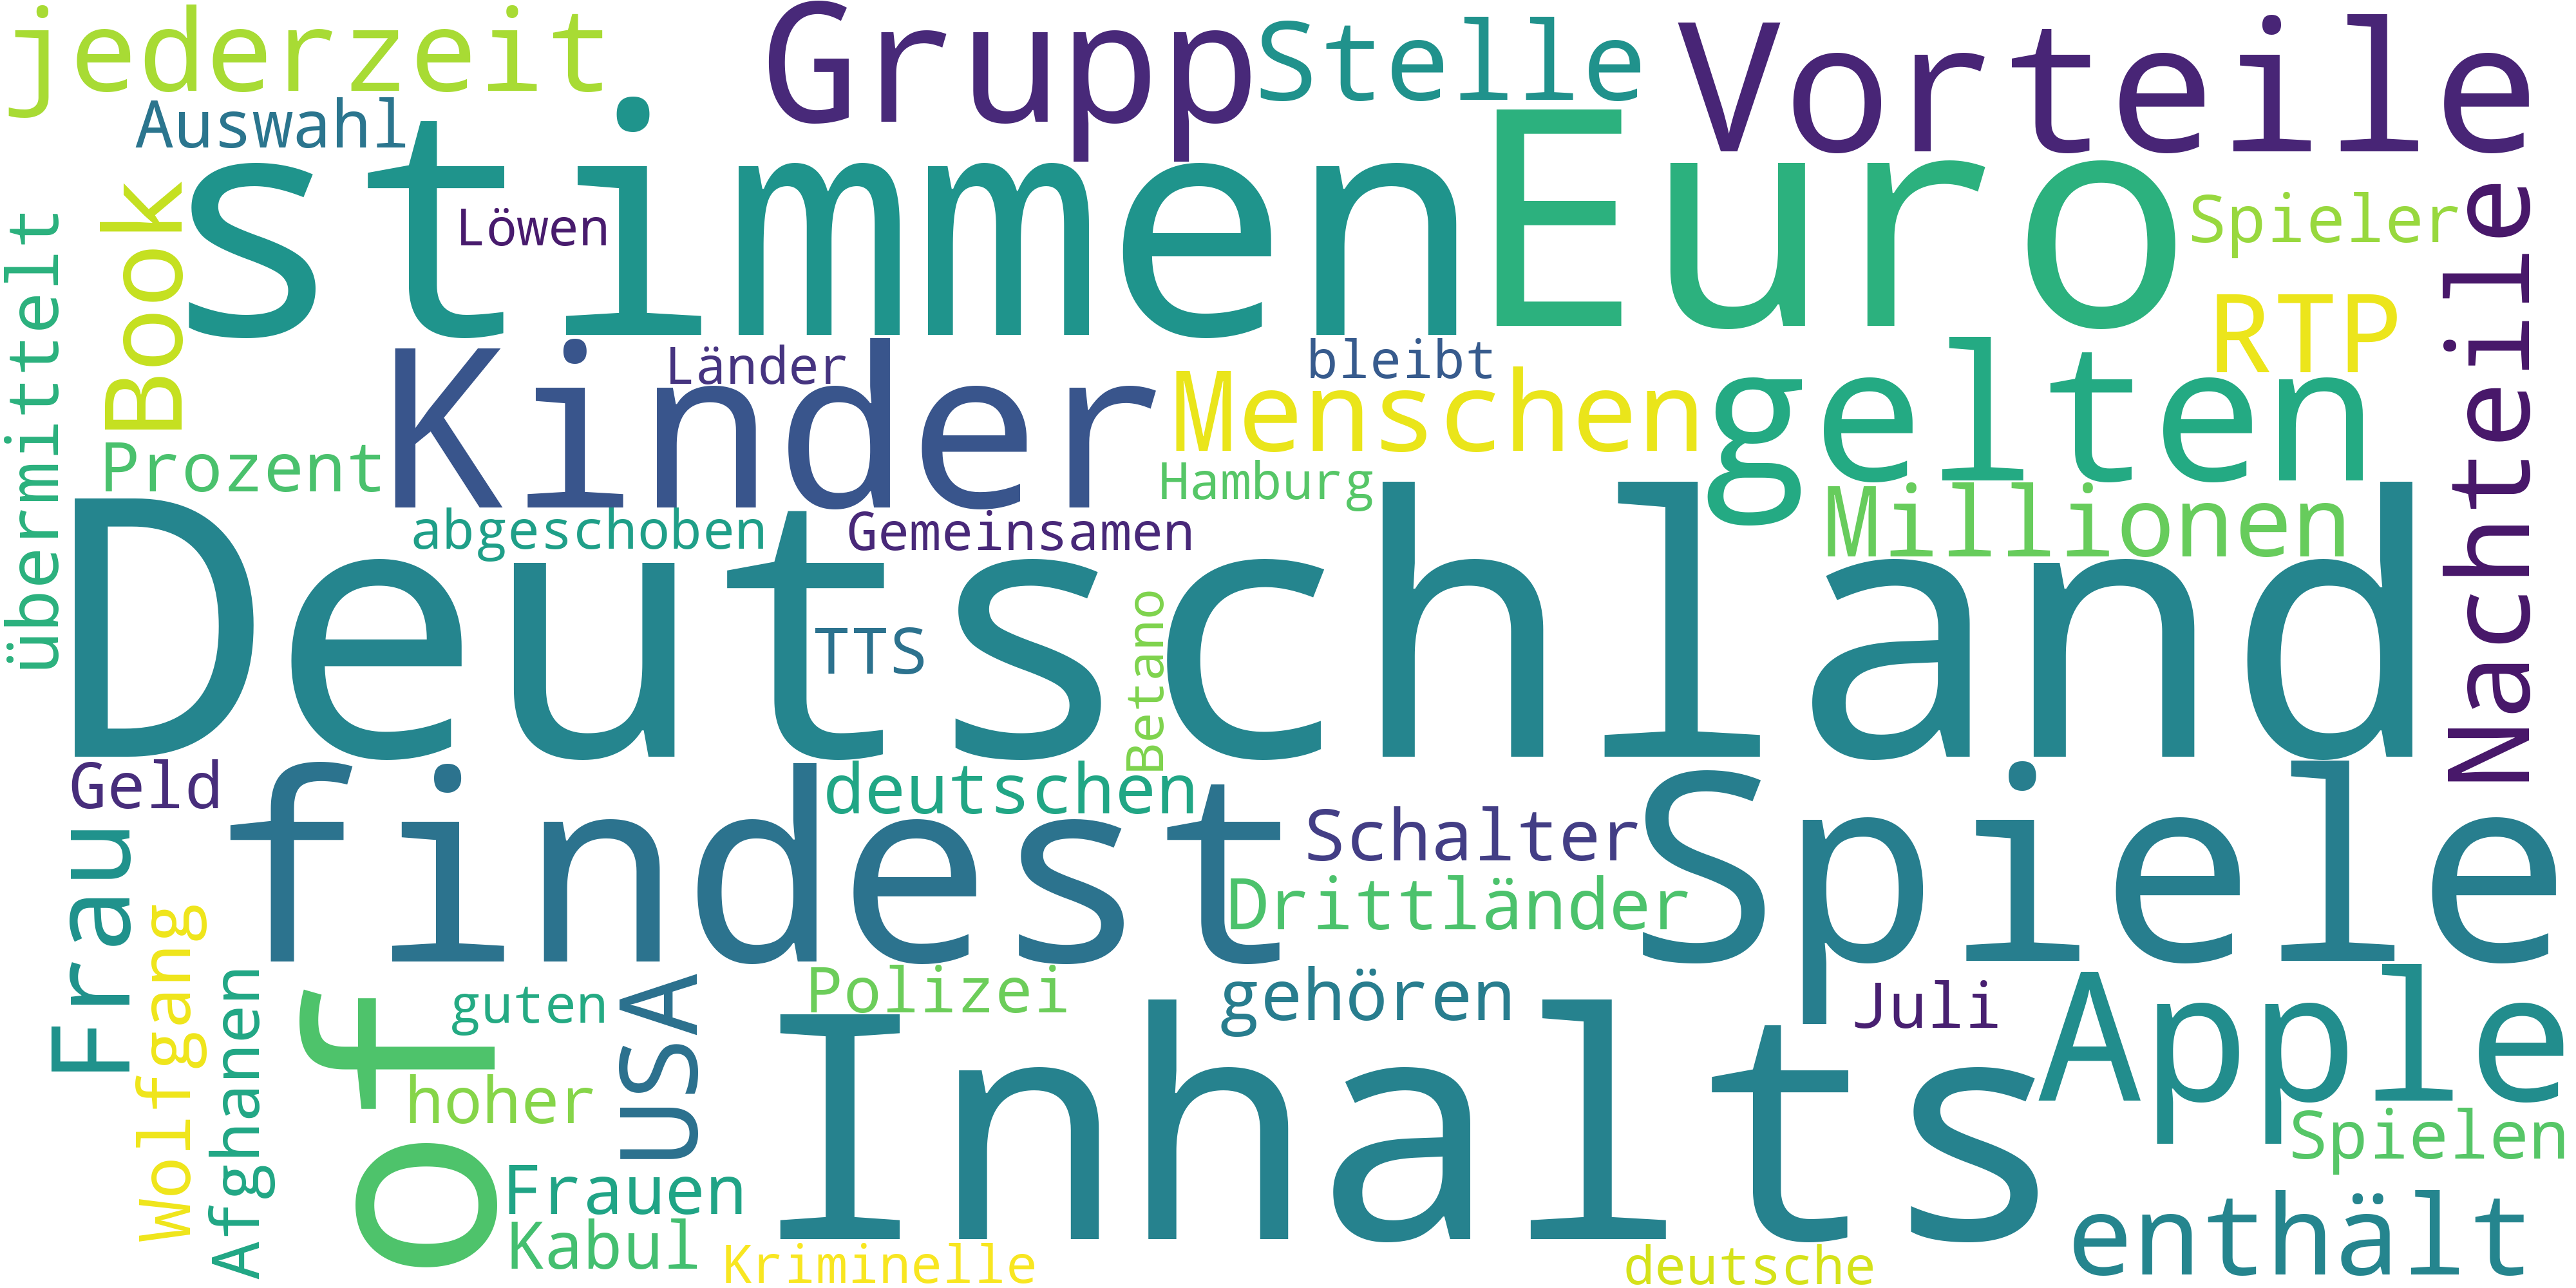 jederzeit
Grupp
Stelle
Vorteile
Auswahl
stimmen
Euro
Löwen
Book
Spieler
übermittelt
Nachteile
RTP
Kinder
Länder
bleibt
Menschen
gelten
Prozent
Hamburg
Millionen
abgeschoben
Gemeinsamen
Deutschland
TTS
Betano
Geld
findest
deutschen
Schalter
Spiele
Frau
Drittländer
Wolfgang
Afghanen
of
guten
USA
Polizei
gehören
Juli
Apple
hoher
Inhalts
Spielen
Frauen
Kabul
enthält
Kriminelle
deutsche